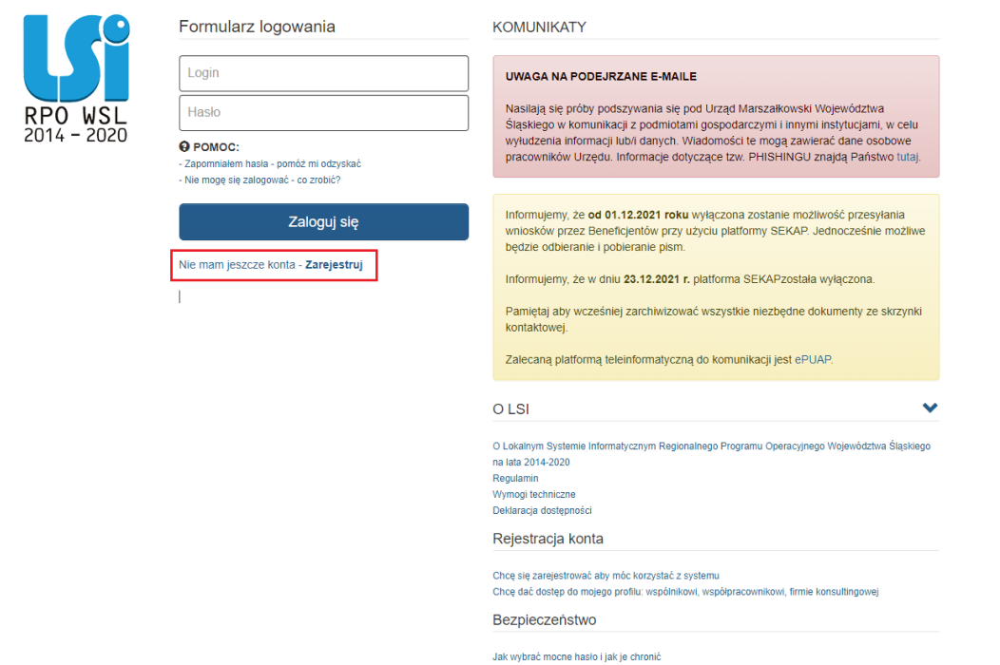 LSi
RPO WSL
2014 – 2020
Formularz logowania
Login
Hasło
POMOC:
- Zapomniałem hasła - pomóż mi odzyskać
- Nie mogę się zalogować - co zrobić?
Zaloguj się
Nie mam jeszcze konta - Zarejestruj
KOMUNIKATY
UWAGA NA PODEJRZANE E-MAILE
Nasilają się próby podszywania się pod Urząd Marszałkowski Województwa
Śląskiego w komunikacji z podmiotami gospodarczymi i innymi instytucjami, w celu
wyłudzenia informacji lub/i danych. Wiadomości te mogą zawierać dane osobowe
pracowników Urzędu. Informacje dotyczące tzw. PHISHINGU znajdą Państwo tutaj.
Informujemy, że od 01.12.2021 roku wyłączona zostanie możliwość przesyłania
wniosków przez Beneficjentów przy użyciu platformy SEKAP. Jednocześnie możliwe
będzie odbieranie i pobieranie pism.
Informujemy, że w dniu 23.12.2021 r. platforma SEKAPzostała wyłączona.
Pamiętaj aby wcześniej zarchiwizować wszystkie niezbędne dokumenty ze skrzynki
kontaktowej.
Zalecaną platformą teleinformatyczną do komunikacji jest ePUAP.
O LSI
O Lokalnym Systemie Informatycznym Regionalnego Programu Operacyjnego Województwa Śląskiego
na lata 2014-2020
Regulamin
Wymogi techniczne
Deklaracja dostępności
Rejestracja konta
Chcę się zarejestrować aby móc korzystać z systemu
Chcę dać dostęp do mojego profilu: wspólnikowi, współpracownikowi, firmie konsultingowej
Bezpieczeństwo
Jak wybrać mocne hasło i jak je chronić